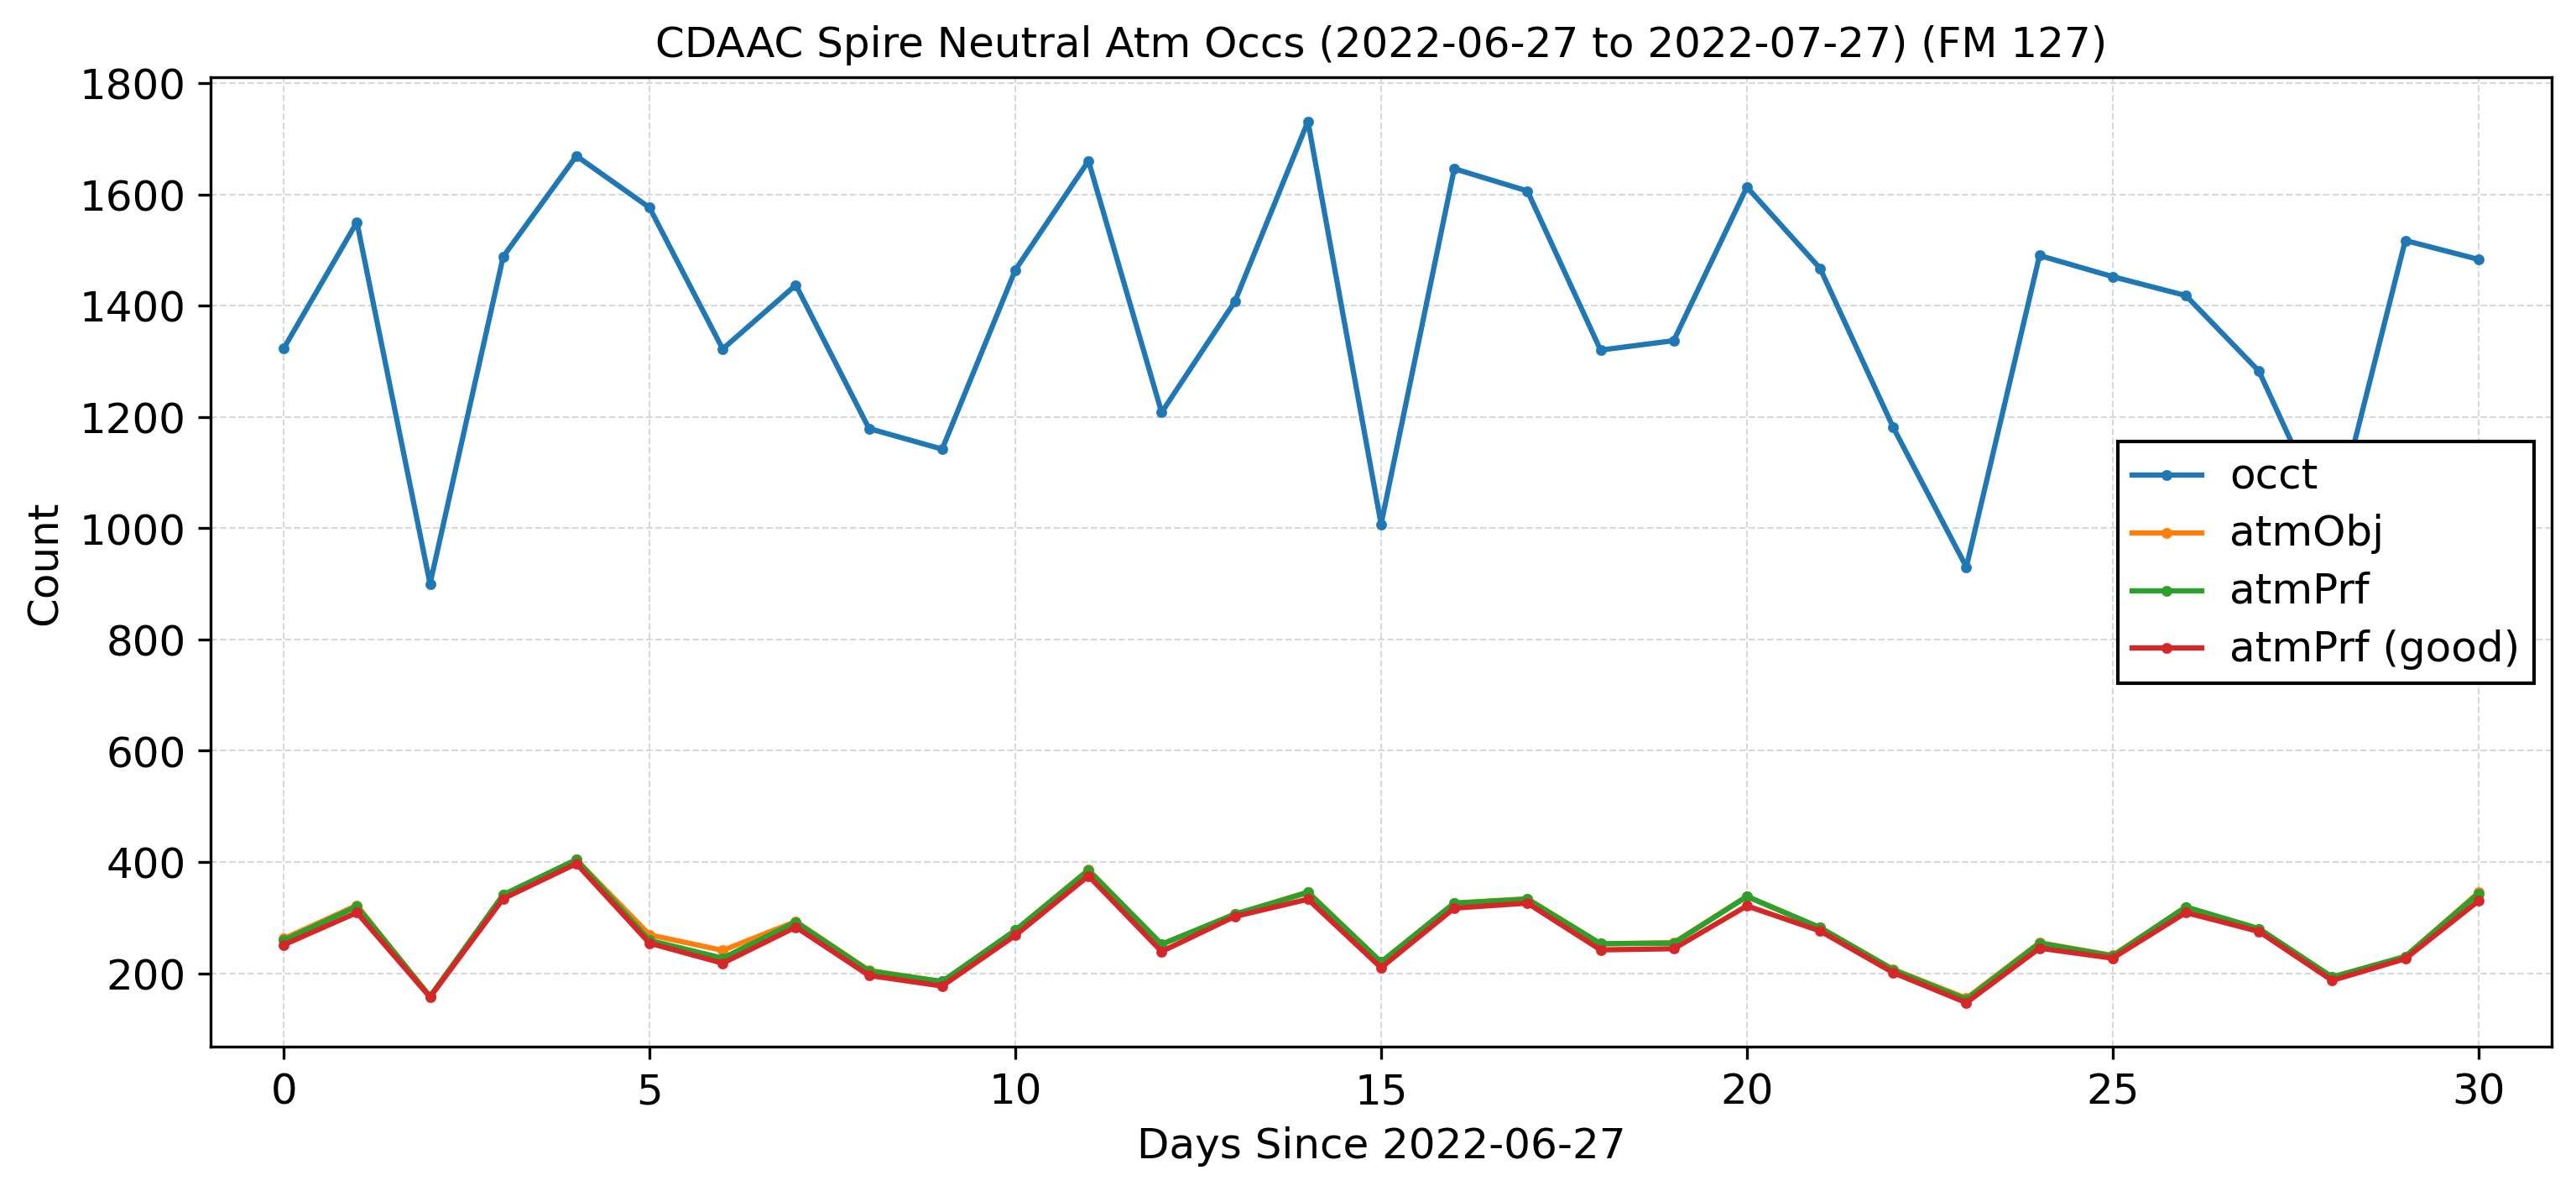 CDAAC Spire Neutral Atm Occs (2022-06-27 to 2022-07-27) (FM 127)
1800
1600
1400
1200
1000
800
600
400
200
Count
occt
atmObj
atmPrf
atmPrf (good)
0 5 10 15 20 25 30
Days Since 2022-06-27